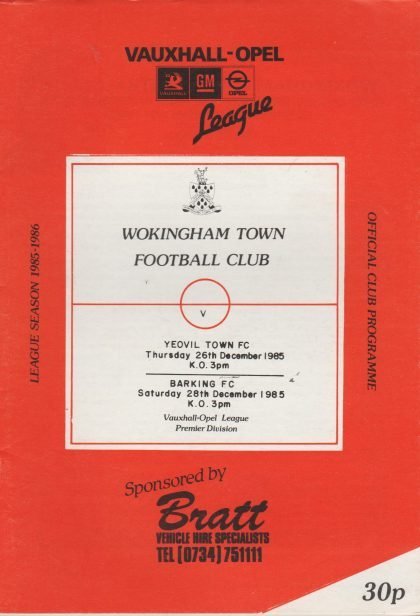 VAUXHALL-OPEL
VAUXHALL
GM
OPEL
League
WOKINGHAM TOWN
FOOTBALL CLUB
V
YEOVIL TOWN FC
Thursday 26th December 1985
K.O. 3pm
BARKING FC
Saturday 28th December 1985
K.O. 3pm
Vauxhall-Opel League
Premier Division
LEAGUE SEASON 1985-1986
OFFICIAL CLUB PROGRAMME
Sponsored by
Bratt
VEHICLE HIRE SPECIALISTS
TEL (0734) 751111
30p